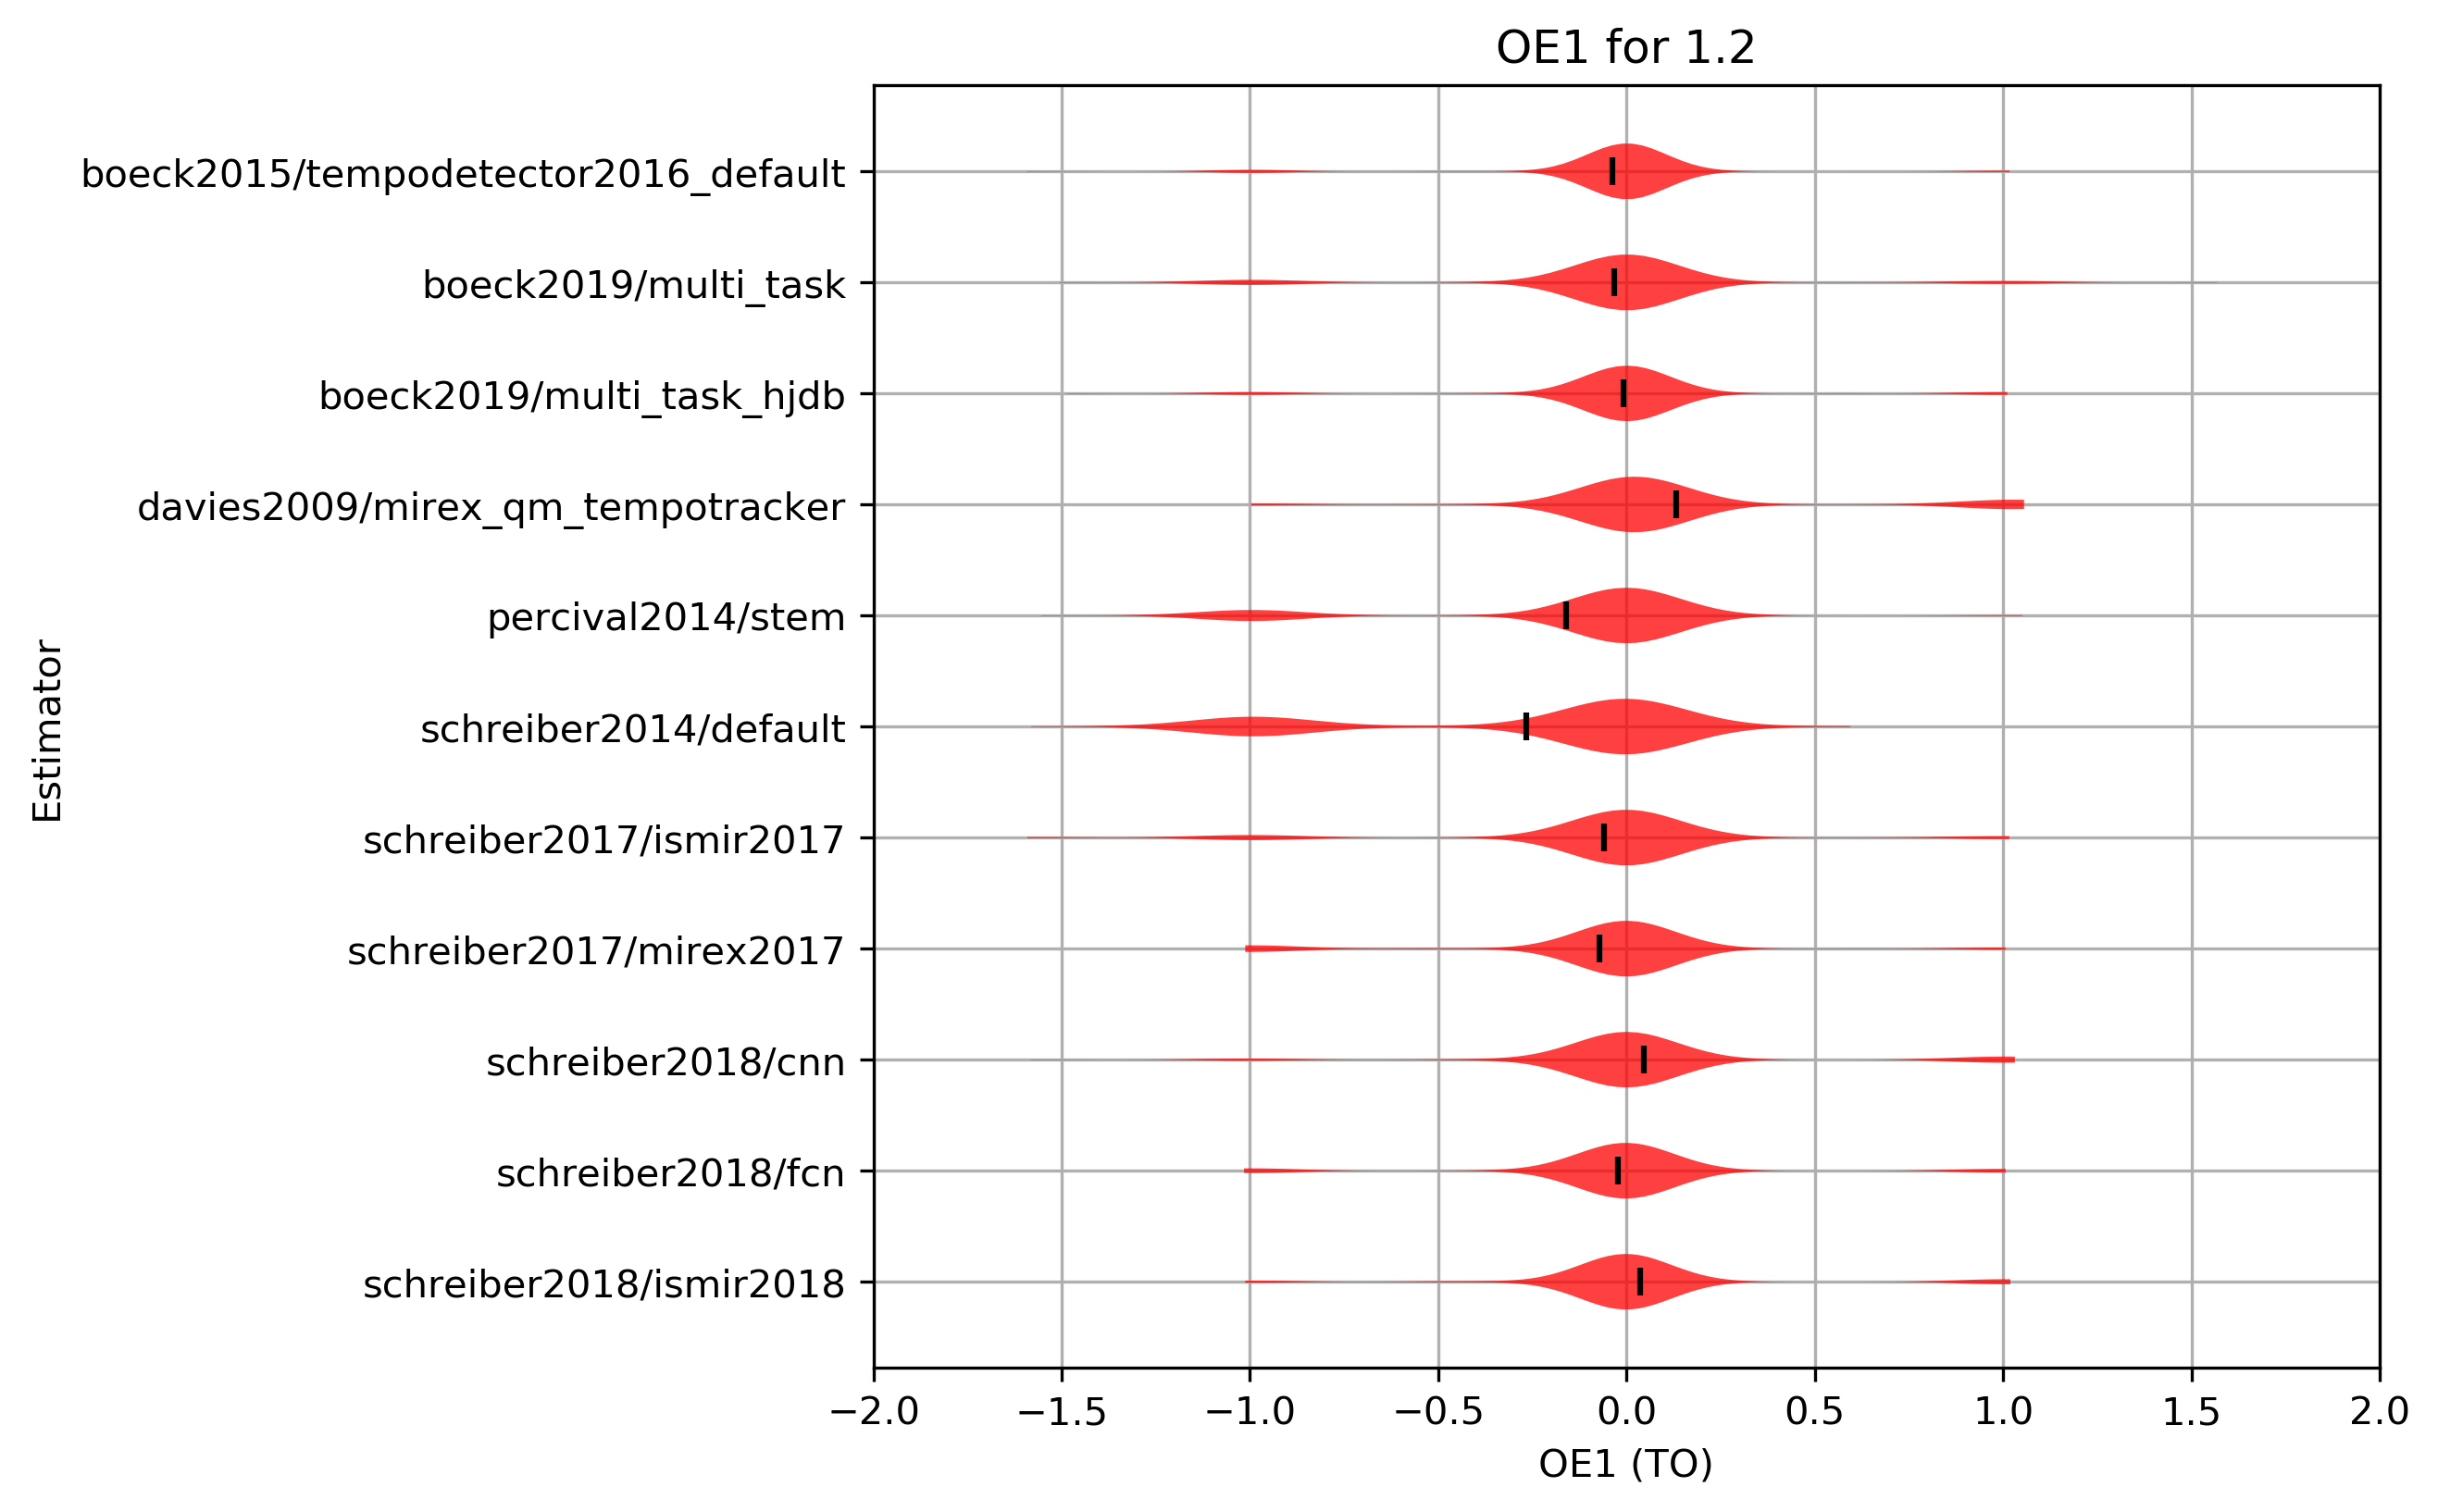 OE1 for 1.2
boeck2015/tempodetector2016_default
boeck2019/multi_task
boeck2019/multi_task_hjdb
davies2009/mirex_qm_tempotracker
percival2014/stem
schreiber2014/default
schreiber2017/ismir2017
schreiber2017/mirex2017
schreiber2018/cnn
schreiber2018/fcn
schreiber2018/ismir2018
Estimator
−2.0 −1.5 −1.0 −0.5 0.0 0.5 1.0 1.5 2.0
OE1 (TO)